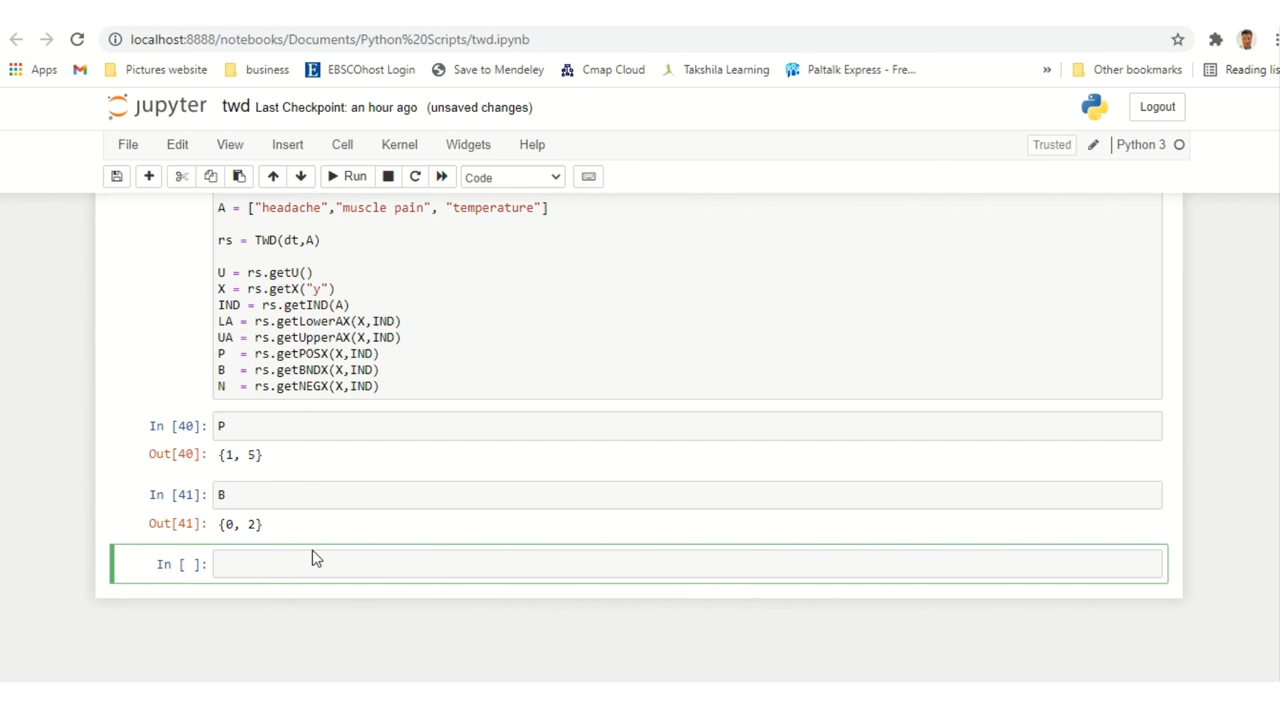 localhost:8888/notebooks/Documents/Python%20Scripts/twd.ipynb
Apps Pictures website business EBSCOhost Login Save to Mendeley Cmap Cloud Takshila Learning Paltalk Express - Fre... » Other bookmarks Reading list
jupyter twd Last Checkpoint: an hour ago (unsaved changes) Logout
File Edit View Insert Cell Kernel Widgets Help Trusted Python 3
Run Code
A = ["headache","muscle pain", "temperature"]
rs = TWD(dt,A)
U = rs.getU()
X = rs.getX("y")
IND = rs.getIND(A)
LA = rs.getLowerAX(X,IND)
UA = rs.getUpperAX(X,IND)
P = rs.getPOSX(X,IND)
B = rs.getBNDX(X,IND)
N = rs.getNEGX(X,IND)
In [40]: P
Out[40]: {1, 5}
In [41]: B
Out[41]: {0, 2}
In [ ]: